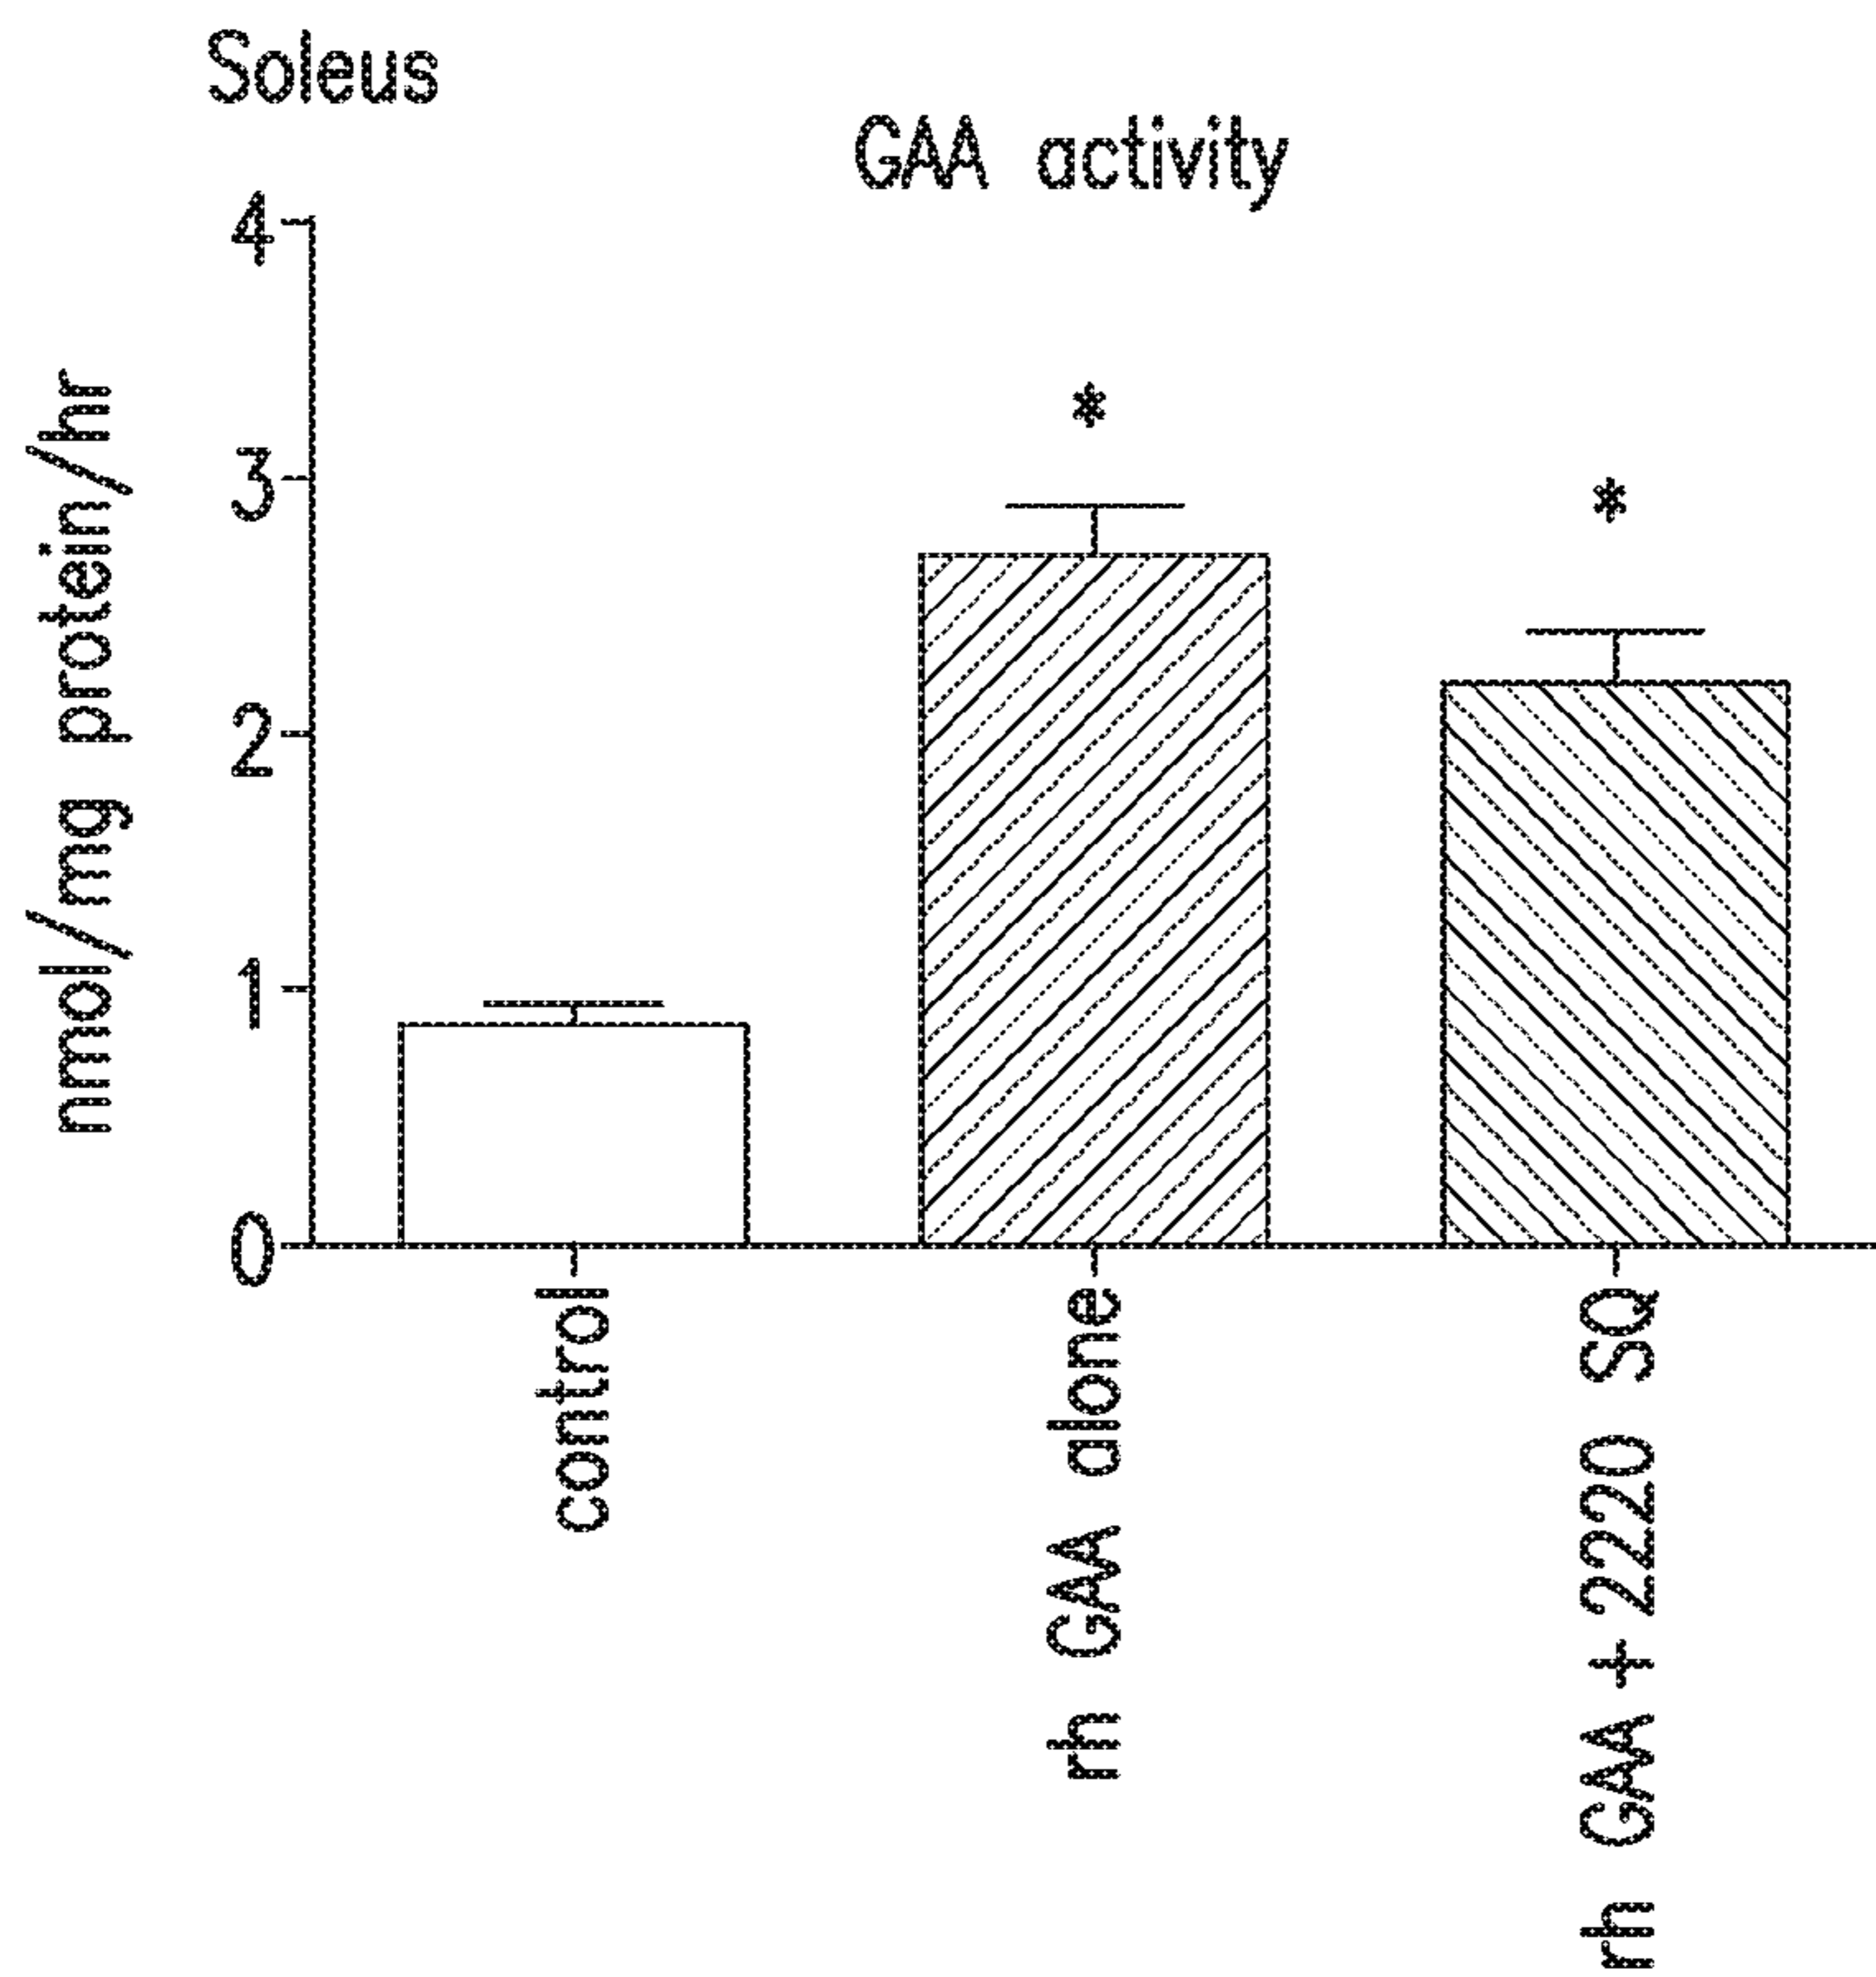 Soleus
GAA activity
nmol/mg protein/hr
4
*
3
*
2
1
0
control
rh GAA alone
rh GAA + 2220 SQ